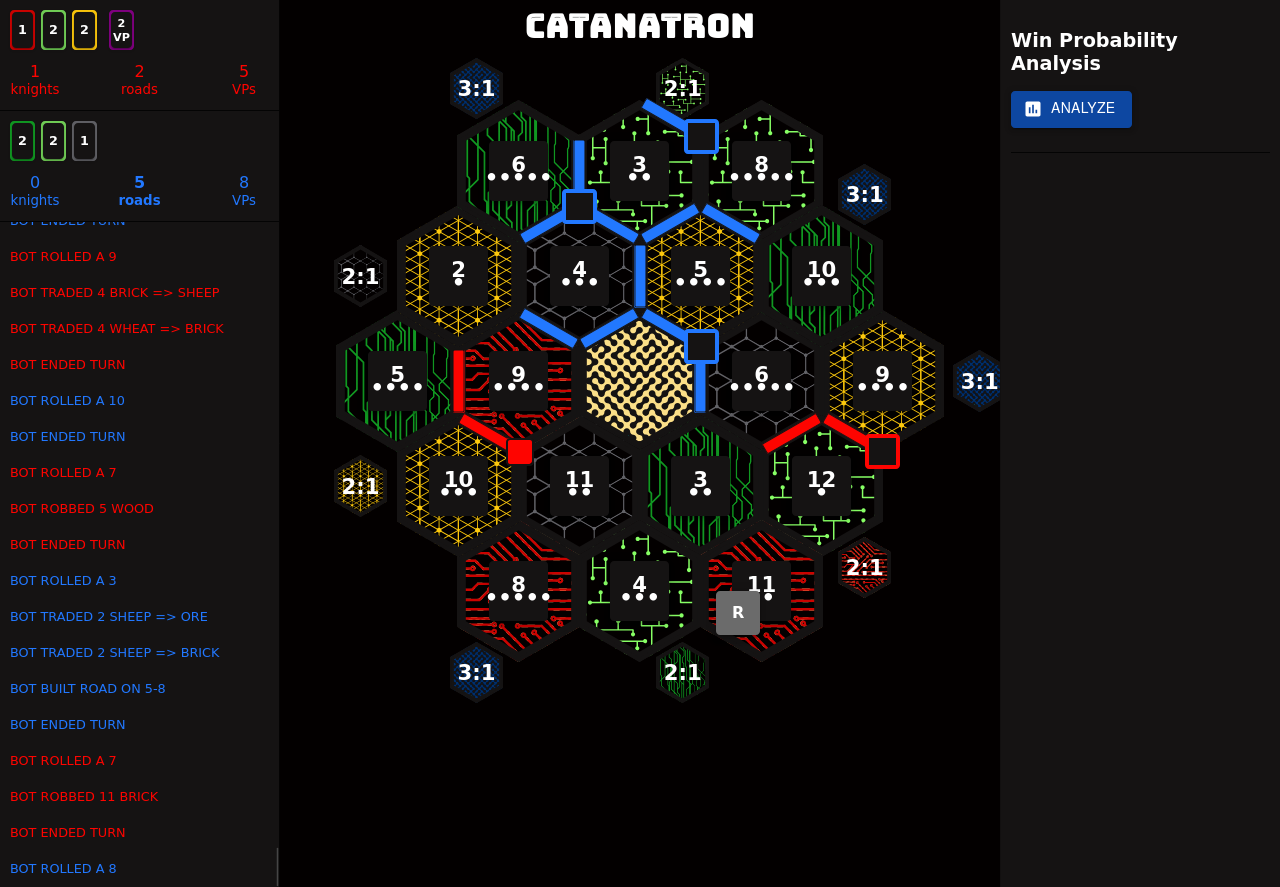 1 2 2 2 VP
1 2 5
knights roads VPs
2 2 1
0 5 8
knights roads VPs
BOT ENDED TURN
BOT ROLLED A 9
BOT TRADED 4 BRICK => SHEEP
BOT TRADED 4 WHEAT => BRICK
BOT ENDED TURN
BOT ROLLED A 10
BOT ENDED TURN
BOT ROLLED A 7
BOT ROBBED 5 WOOD
BOT ENDED TURN
BOT ROLLED A 3
BOT TRADED 2 SHEEP => ORE
BOT TRADED 2 SHEEP => BRICK
BOT BUILT ROAD ON 5-8
BOT ENDED TURN
BOT ROLLED A 7
BOT ROBBED 11 BRICK
BOT ENDED TURN
BOT ROLLED A 8
CATANATRON
3:1 2:1
6 3 8
3:1
2:1 2 4 5 10
5 9 6 9 3:1
2:1 10 11 3 12
2:1
8 4 11
R
3:1 2:1
Win Probability
Analysis
ANALYZE